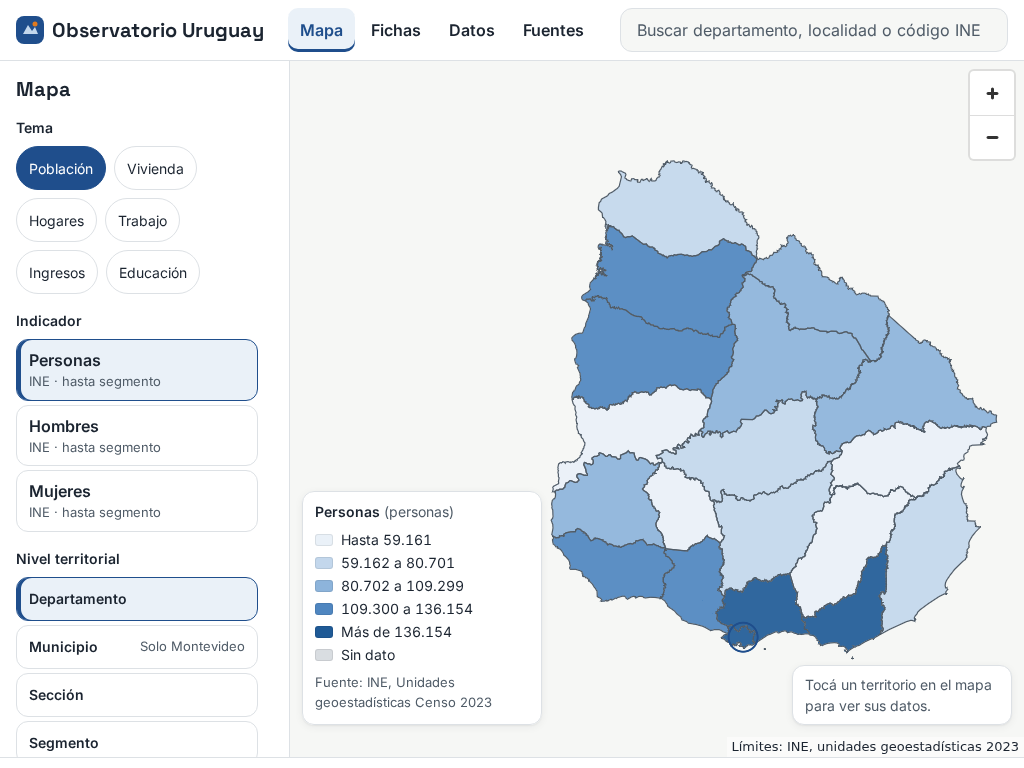 Observatorio Uruguay
Mapa
Fichas
Datos
Fuentes
Buscar departamento, localidad o código INE
Mapa
Tema
Población
Vivienda
Hogares
Trabajo
Ingresos
Educación
Indicador
Personas
INE · hasta segmento
Hombres
INE · hasta segmento
Mujeres
INE · hasta segmento
Nivel territorial
Departamento
Municipio
Solo Montevideo
Sección
Segmento
+
−
Personas (personas)
Hasta 59.161
59.162 a 80.701
80.702 a 109.299
109.300 a 136.154
Más de 136.154
Sin dato
Fuente: INE, Unidades
geoestadísticas Censo 2023
Tocá un territorio en el mapa
para ver sus datos.
Límites: INE, unidades geoestadísticas 2023